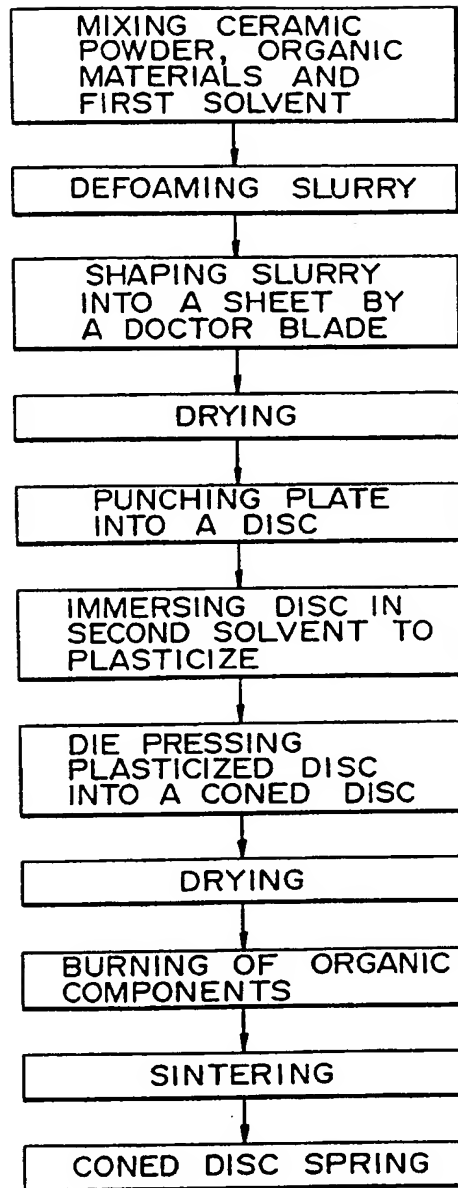 MIXING CERAMIC
POWDER, ORGANIC
MATERIALS AND
FIRST SOLVENT
DEFOAMING SLURRY
SHAPING SLURRY
INTO A SHEET BY
A DOCTOR BLADE
DRYING
PUNCHING PLATE
INTO A DISC
IMMERSING DISC IN
SECOND SOLVENT TO
PLASTICIZE
DIE PRESSING
PLASTICIZED DISC
INTO A CONED DISC
DRYING
BURNING OF ORGANIC
COMPONENTS
SINTERING
CONED DISC SPRING